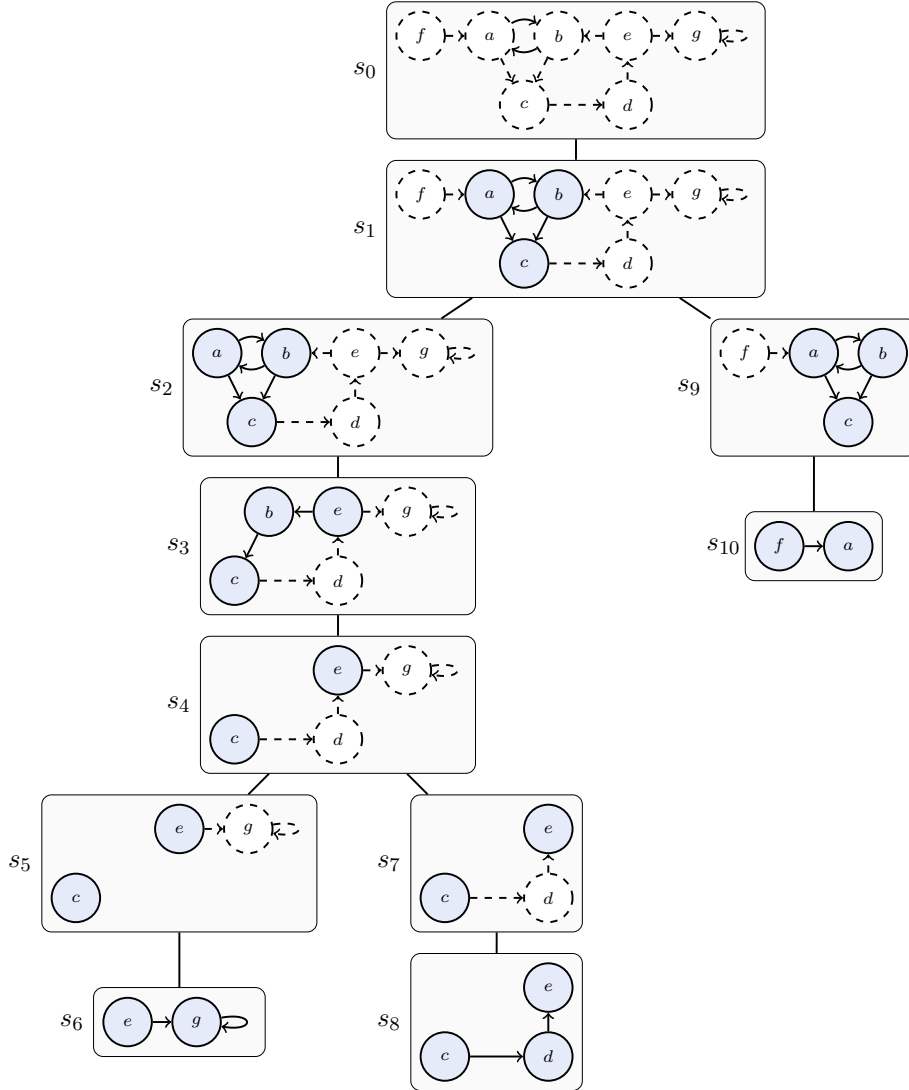 f a b e g
s0
c d
f a b e g
s1
c d
a b e g
s2
c d
f a b
s9
c
b e g
s3
c d
f a
s10
e g
s4
c d
e g
s5
c
e
s7
c d
e g
s6
e
s8
c d